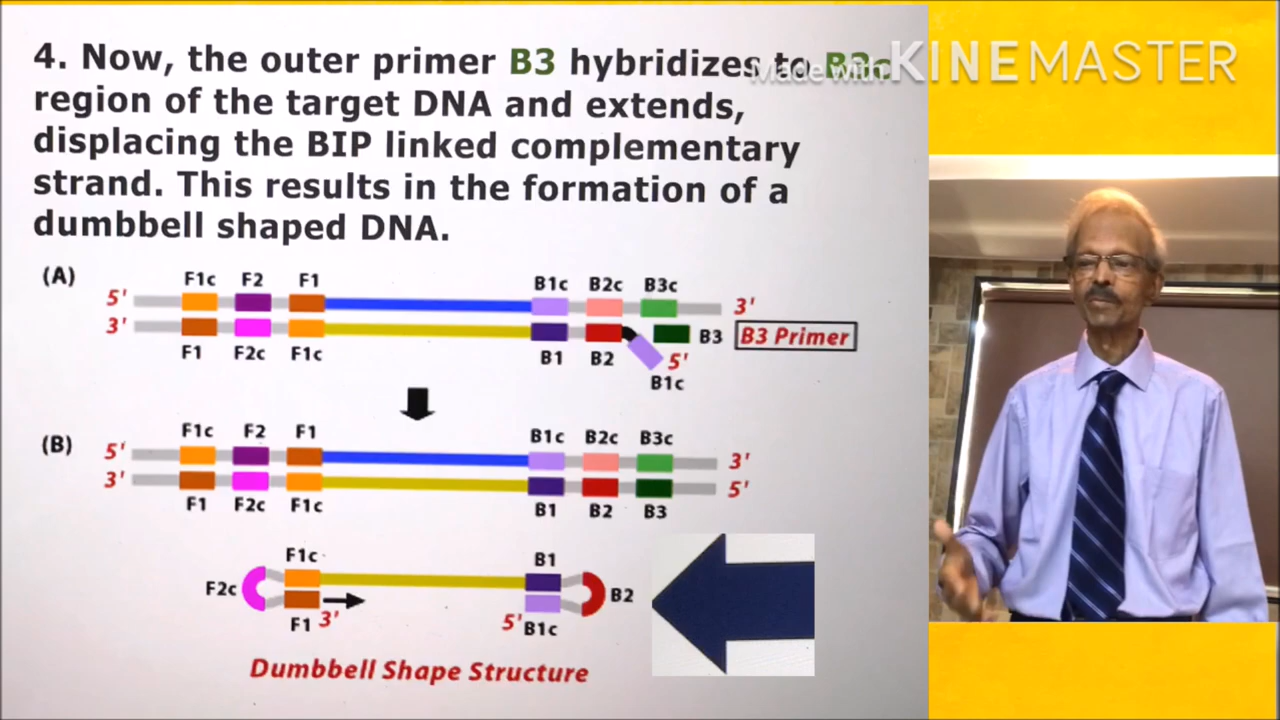 4. Now, the outer primer B3 hybridizes to B3c
Made with KINEMASTER
region of the target DNA and extends,
displacing the BIP linked complementary
strand. This results in the formation of a
dumbbell shaped DNA.
(A)
F1c F2 F1 B1c B2c B3c
5' 3'
3' B3 B3 Primer
F1 F2c F1c B1 B2 5'
B1c
(B)
F1c F2 F1 B1c B2c B3c
5' 3'
3' 5'
F1 F2c F1c B1 B2 B3
F1c B1
F2c B2
F1 3' 5' B1c
Dumbbell Shape Structure